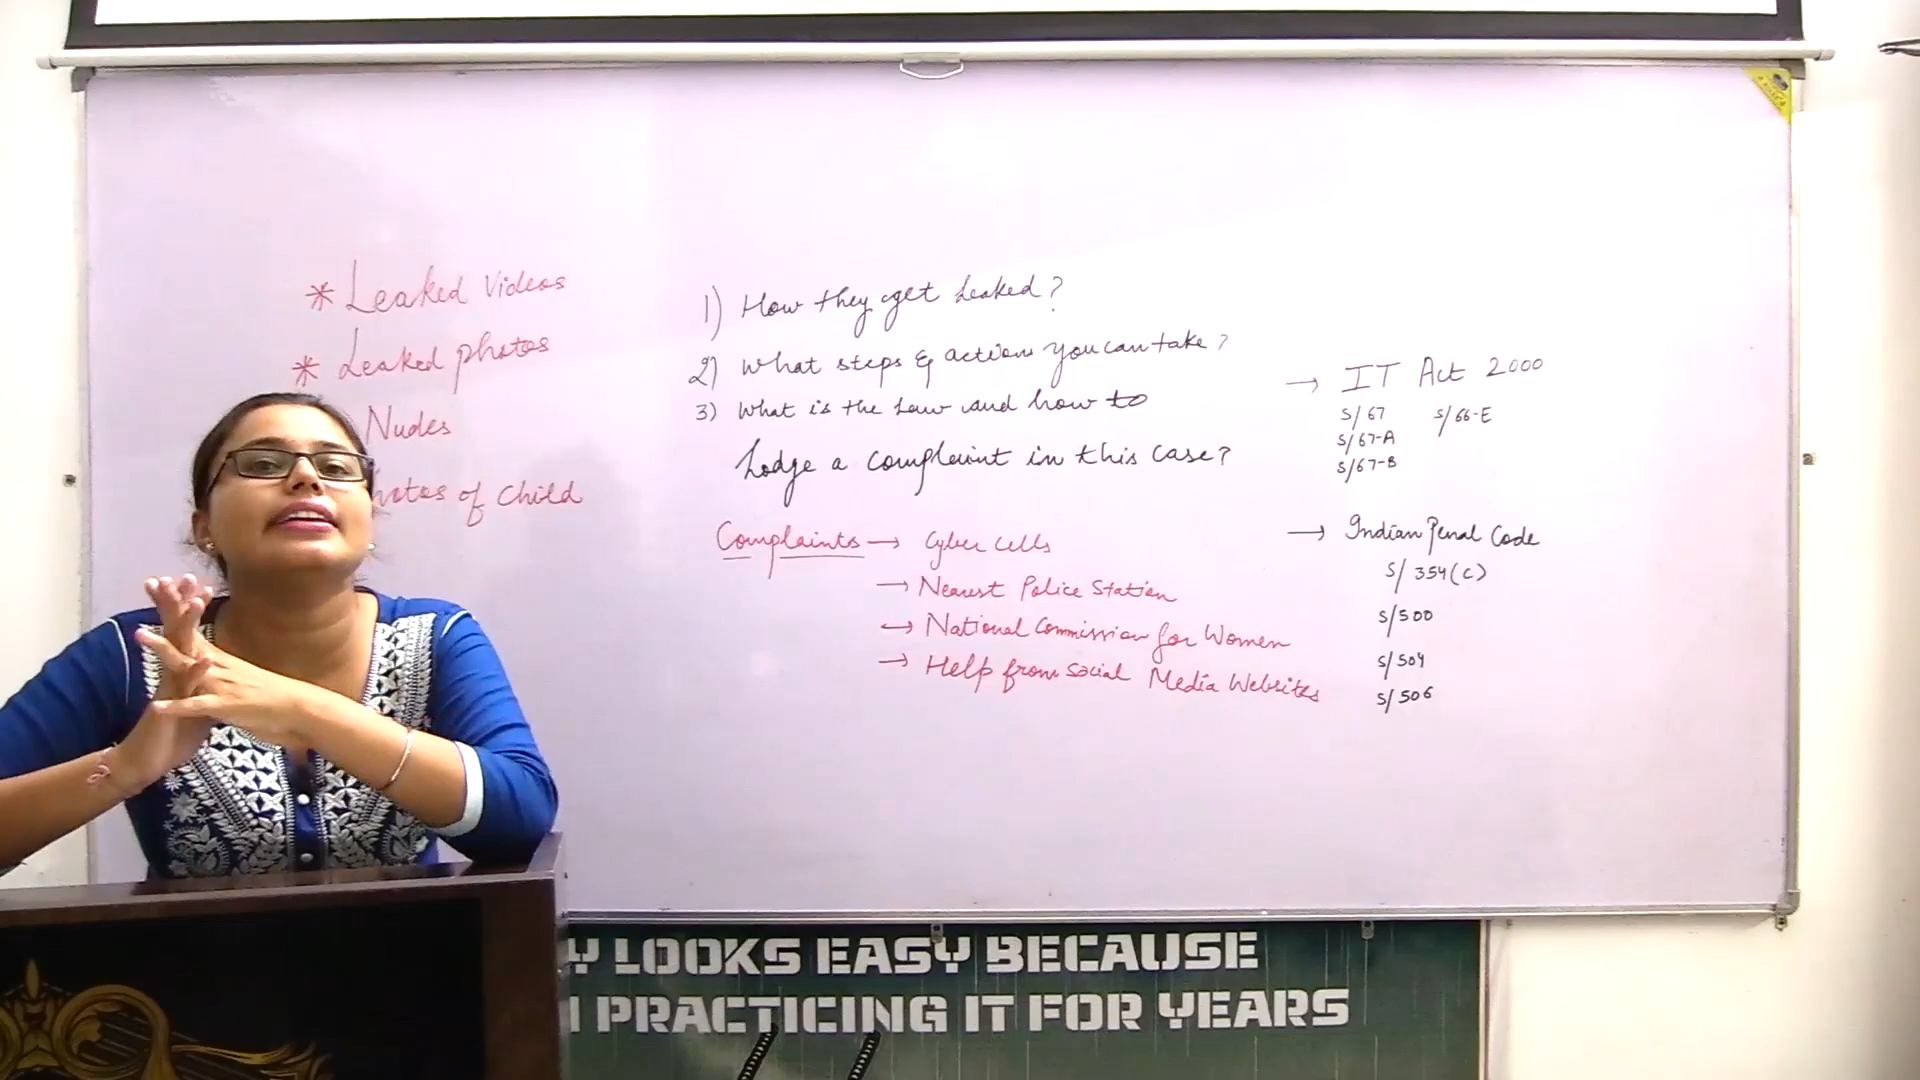 * Leaked Videos
* Leaked photos
Nudes
hotos of child
1) How they get Leaked?
2) What steps & actions you can take?
3) What is the Law and how to
Lodge a complaint in this case?
Complaints → Cyber cells
→ Nearest Police Station
→ National Commission for Women
→ Help from social Media Websites
→ IT Act 2000
S/67 S/66-E
S/67-A
S/67-B
→ Indian Penal Code
S/354(C)
S/500
S/504
S/506
Y LOOKS EASY BECAUSE
PRACTICING IT FOR YEARS